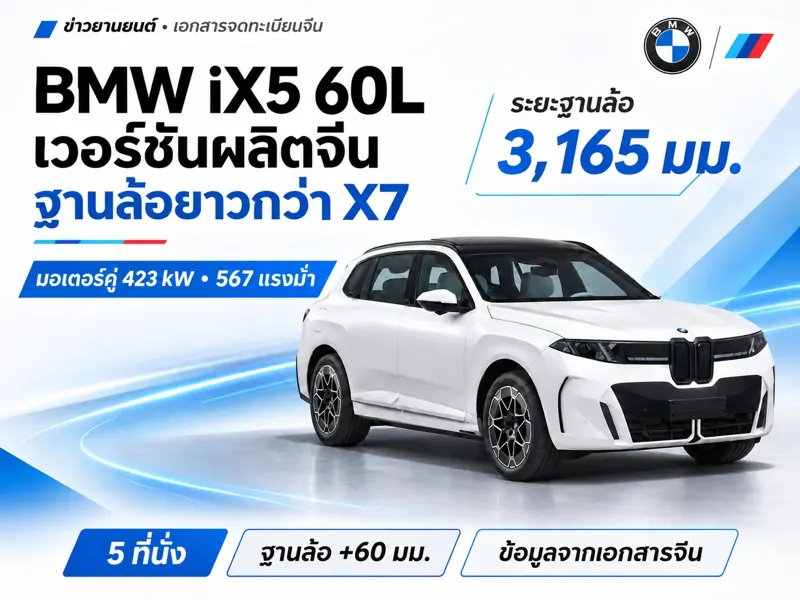 ข่าวยานยนต์ • เอกสารจดทะเบียนจีน
BMW
BMW iX5 60L
เวอร์ชันผลิตจีน
ฐานล้อยาวกว่า X7
ระยะฐานล้อ
3,165 มม.
มอเตอร์คู่ 423 kW • 567 แรงม้า
5 ที่นั่ง
ฐานล้อ +60 มม.
ข้อมูลจากเอกสารจีน